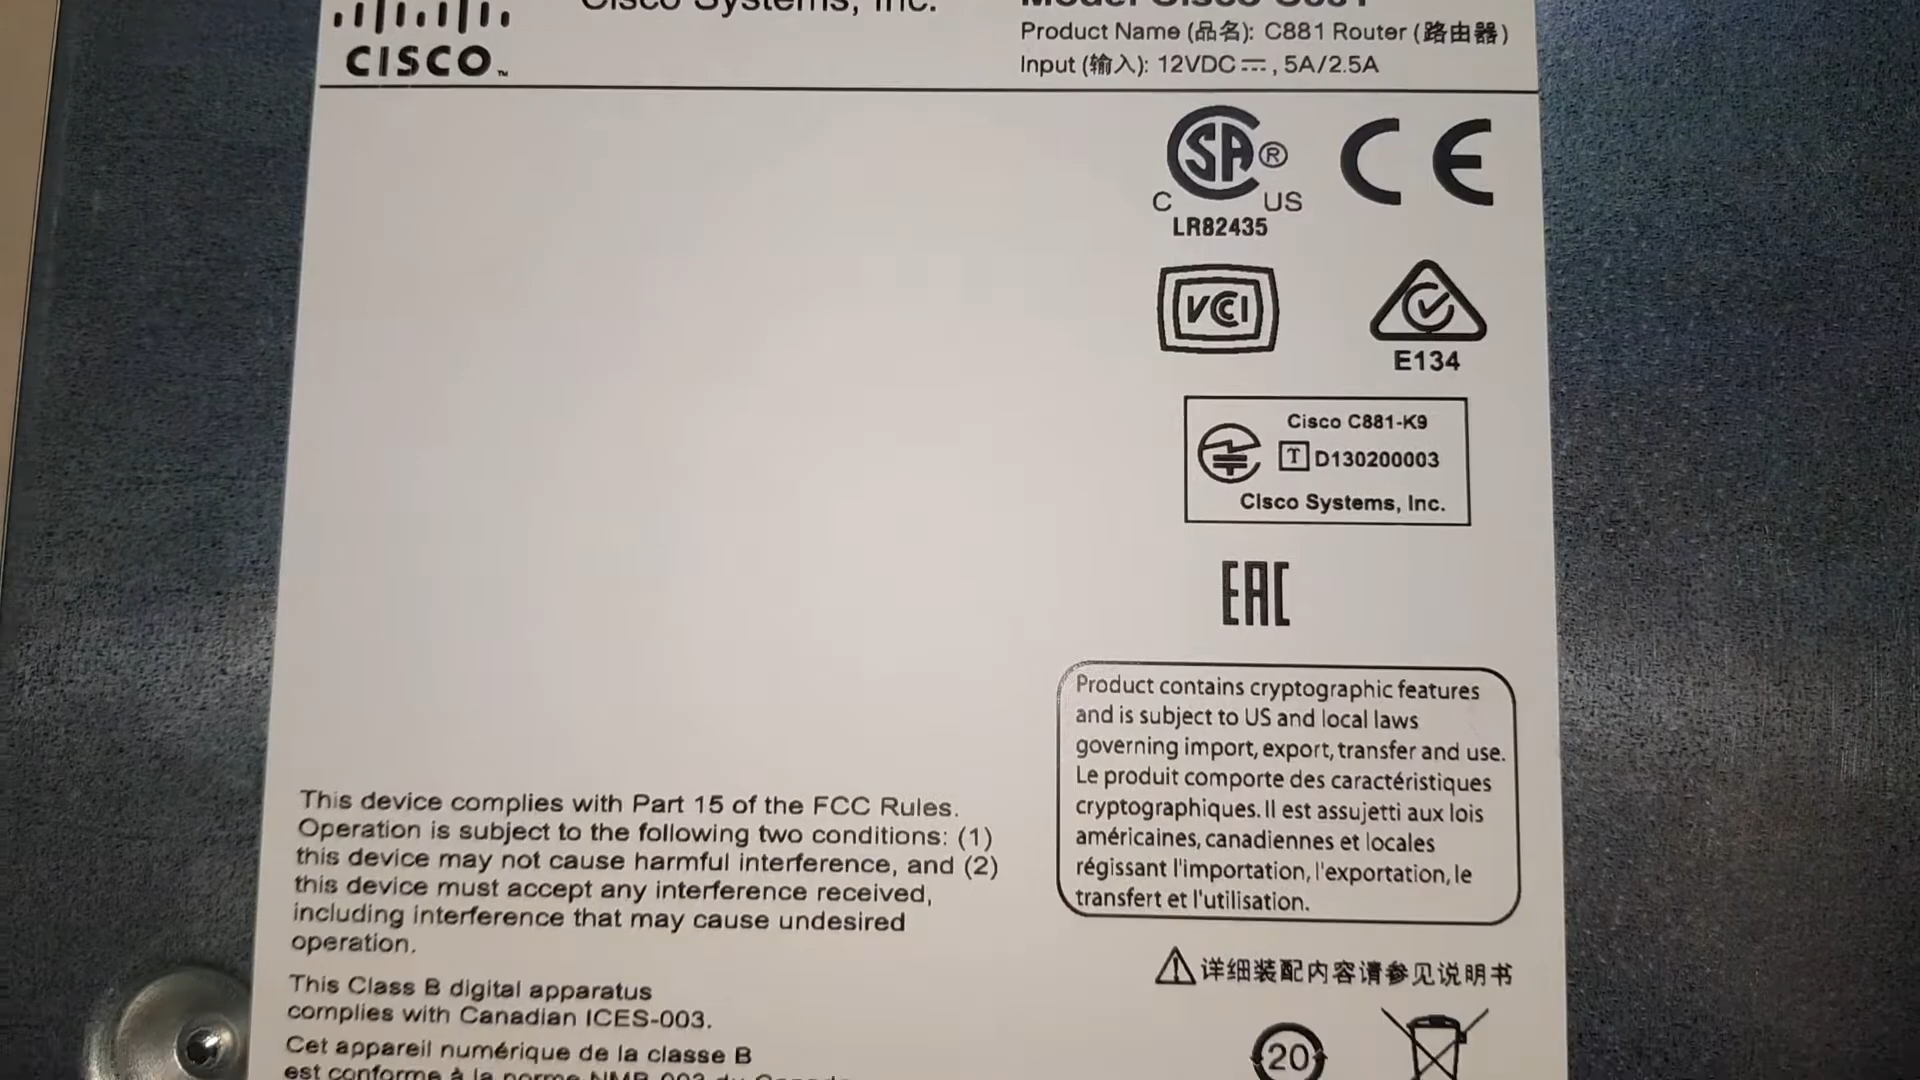 CISCO™
Cisco Systems, Inc.
Model Cisco C881
Product Name (品名): C881 Router (路由器)
Input (输入): 12VDC⎓, 5A/2.5A
CSA®
C US
LR82435
CE
VCCI
E134
Cisco C881-K9
T D130200003
Cisco Systems, Inc.
EAC
This device complies with Part 15 of the FCC Rules.
Operation is subject to the following two conditions: (1)
this device may not cause harmful interference, and (2)
this device must accept any interference received,
including interference that may cause undesired
operation.
This Class B digital apparatus
complies with Canadian ICES-003.
Cet appareil numérique de la classe B
est conforme à la norme NMB-003 du Canada
Product contains cryptographic features
and is subject to US and local laws
governing import, export, transfer and use.
Le produit comporte des caractéristiques
cryptographiques. Il est assujetti aux lois
américaines, canadiennes et locales
régissant l'importation, l'exportation, le
transfert et l'utilisation.
⚠详细装配内容请参见说明书
20